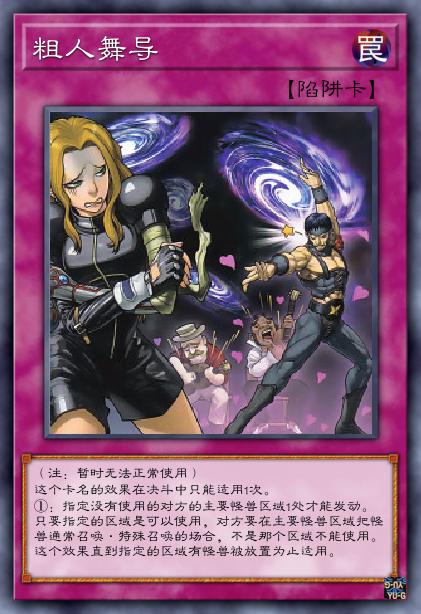 粗人舞导
罠
【陷阱卡】
（注：暂时无法正常使用）
这个卡名的效果在决斗中只能适用1次。
①：指定没有使用的对方的主要怪兽区域1处才能发动。
只要指定的区域是可以使用，对方要在主要怪兽区域把怪
兽通常召唤·特殊召唤的场合，不是那个区域不能使用。
这个效果直到指定的区域有怪兽被放置为止适用。